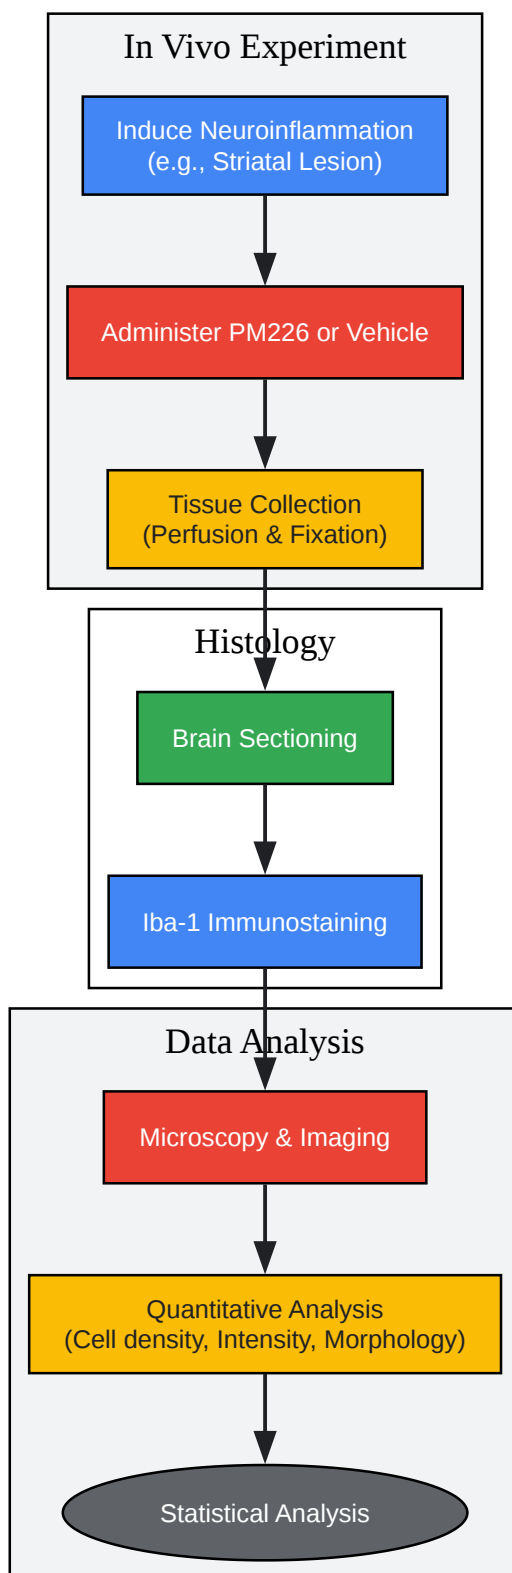 In Vivo Experiment
Induce Neuroinflammation
(e.g., Striatal Lesion)
Administer PM226 or Vehicle
Tissue Collection
(Perfusion & Fixation)
Histology
Brain Sectioning
Iba-1 Immunostaining
Data Analysis
Microscopy & Imaging
Quantitative Analysis
(Cell density, Intensity, Morphology)
Statistical Analysis